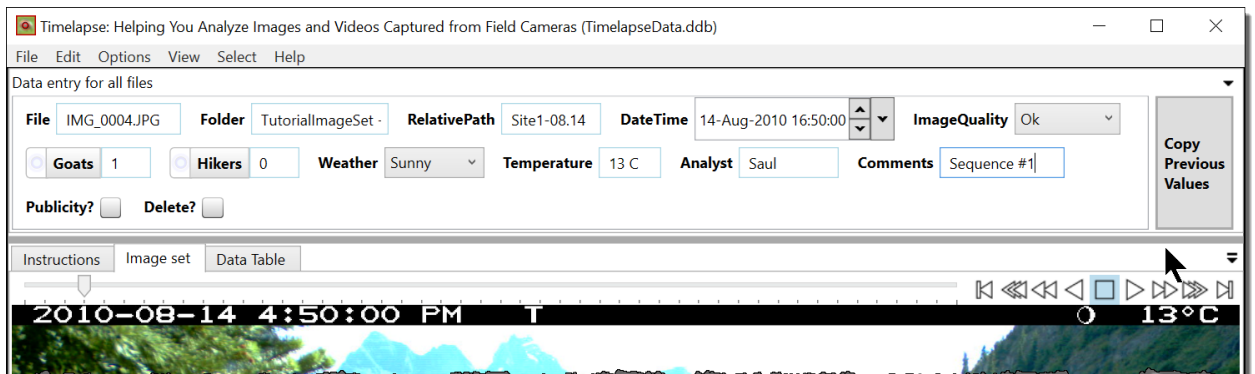 Timelapse: Helping You Analyze Images and Videos Captured from Field Cameras (TimelapseData.ddb)
File Edit Options View Select Help
Data entry for all files
File IMG_0004.JPG Folder TutorialImageSet - RelativePath Site1-08.14 DateTime 14-Aug-2010 16:50:00 ImageQuality Ok
Goats 1 Hikers 0 Weather Sunny Temperature 13 C Analyst Saul Comments Sequence #1
Publicity? Delete?
Copy
Previous
Values
Instructions Image set Data Table
2010-08-14 4:50:00 PM T 13°C